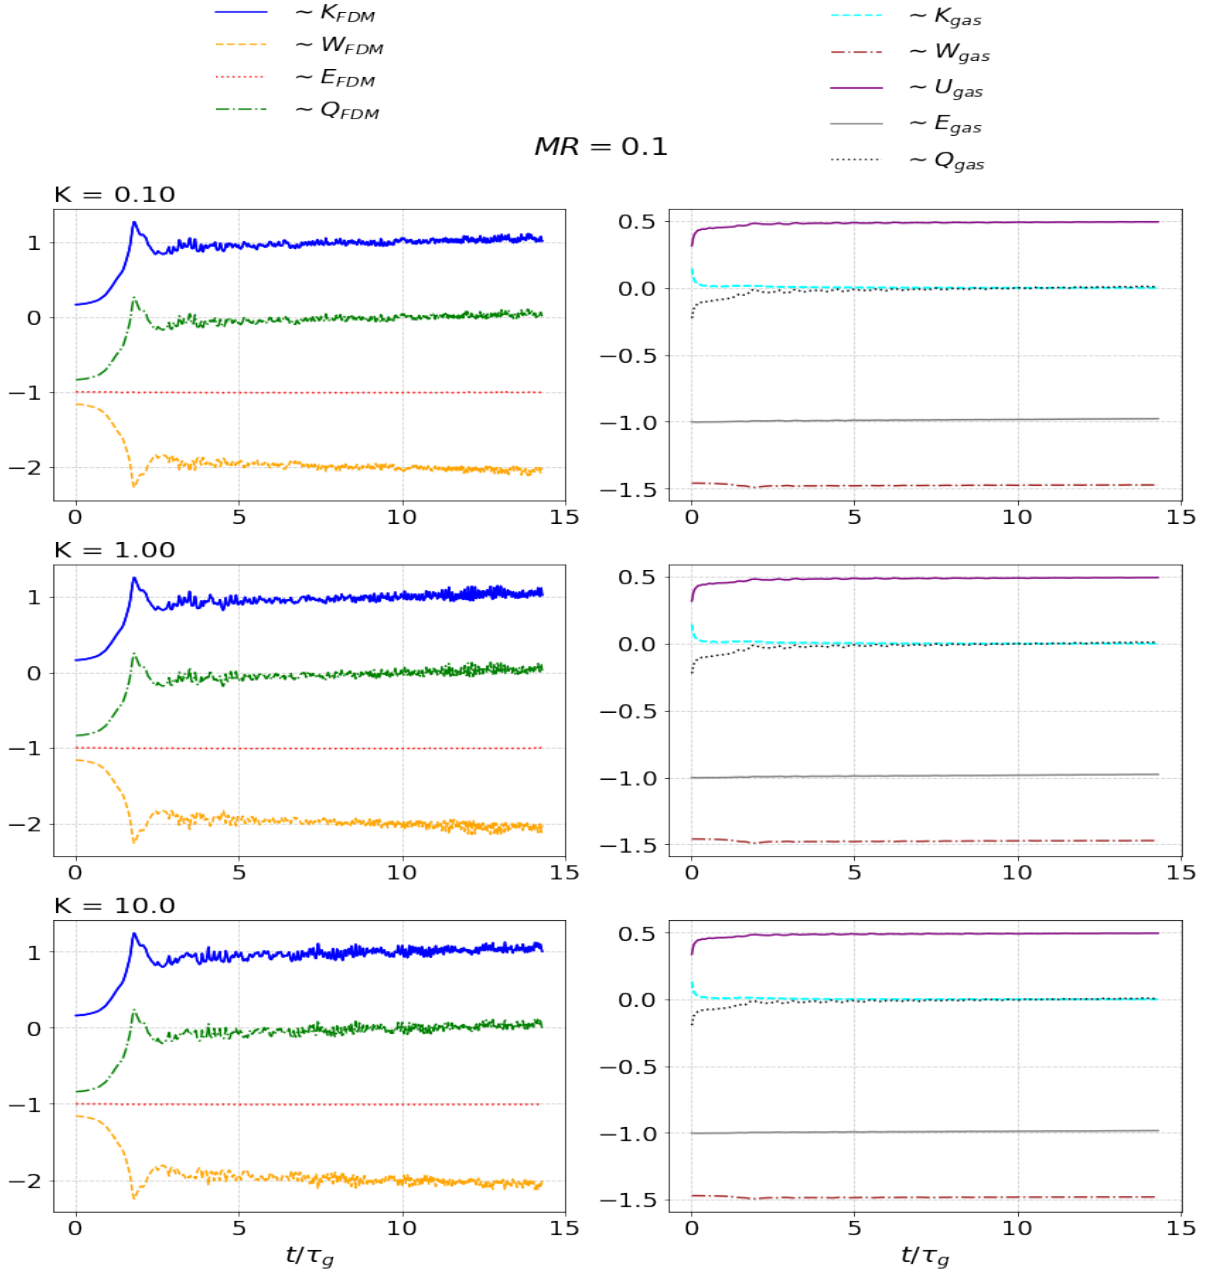 ~ K_FDM
~ W_FDM
~ E_FDM
~ Q_FDM
~ K_gas
~ W_gas
~ U_gas
~ E_gas
~ Q_gas
MR = 0.1
K = 0.10
1
0
−1
−2
0 5 10 15
0.5
0.0
−0.5
−1.0
−1.5
0 5 10 15
K = 1.00
1
0
−1
−2
0 5 10 15
0.5
0.0
−0.5
−1.0
−1.5
0 5 10 15
K = 10.0
1
0
−1
−2
0 5 10 15
t/τ_g
0.5
0.0
−0.5
−1.0
−1.5
0 5 10 15
t/τ_g